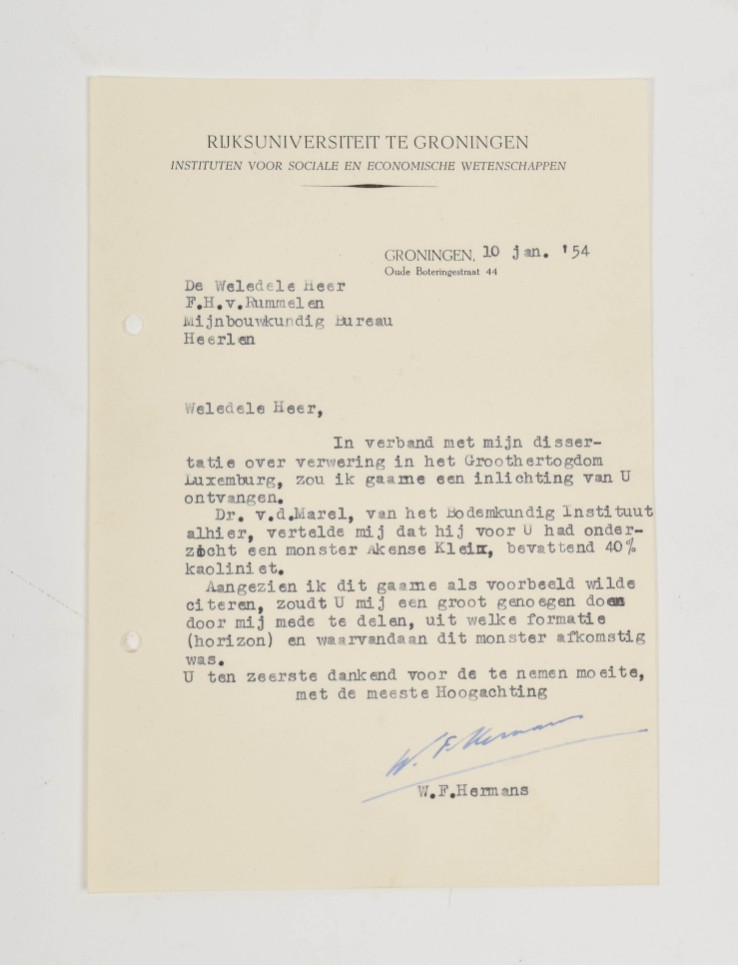 RIJKSUNIVERSITEIT TE GRONINGEN
INSTITUTEN VOOR SOCIALE EN ECONOMISCHE WETENSCHAPPEN
GRONINGEN, 10 jan. '54
Oude Boteringestraat 44
De Weledele Heer
F.H.v.Rummelen
Mijnbouwkundig Bureau
Heerlen
Weledele Heer,
In verband met mijn disser-
tatie over verwering in het Groothertogdom
Luxemburg, zou ik gaarne een inlichting van U
ontvangen.
Dr. v.d.Marel, van het Bodemkundig Instituut
alhier, vertelde mij dat hij voor U had onder-
zocht een monster Akense Klei, bevattend 40%
kaoliniet.
Aangezien ik dit gaarne als voorbeeld wilde
citeren, zoudt U mij een groot genoegen doen
door mij mede te delen, uit welke formatie
(horizon) en waarvandaan dit monster afkomstig
was.
U ten zeerste dankend voor de te nemen moeite,
met de meeste Hoogachting
W. F. Hermans
W.F.Hermans